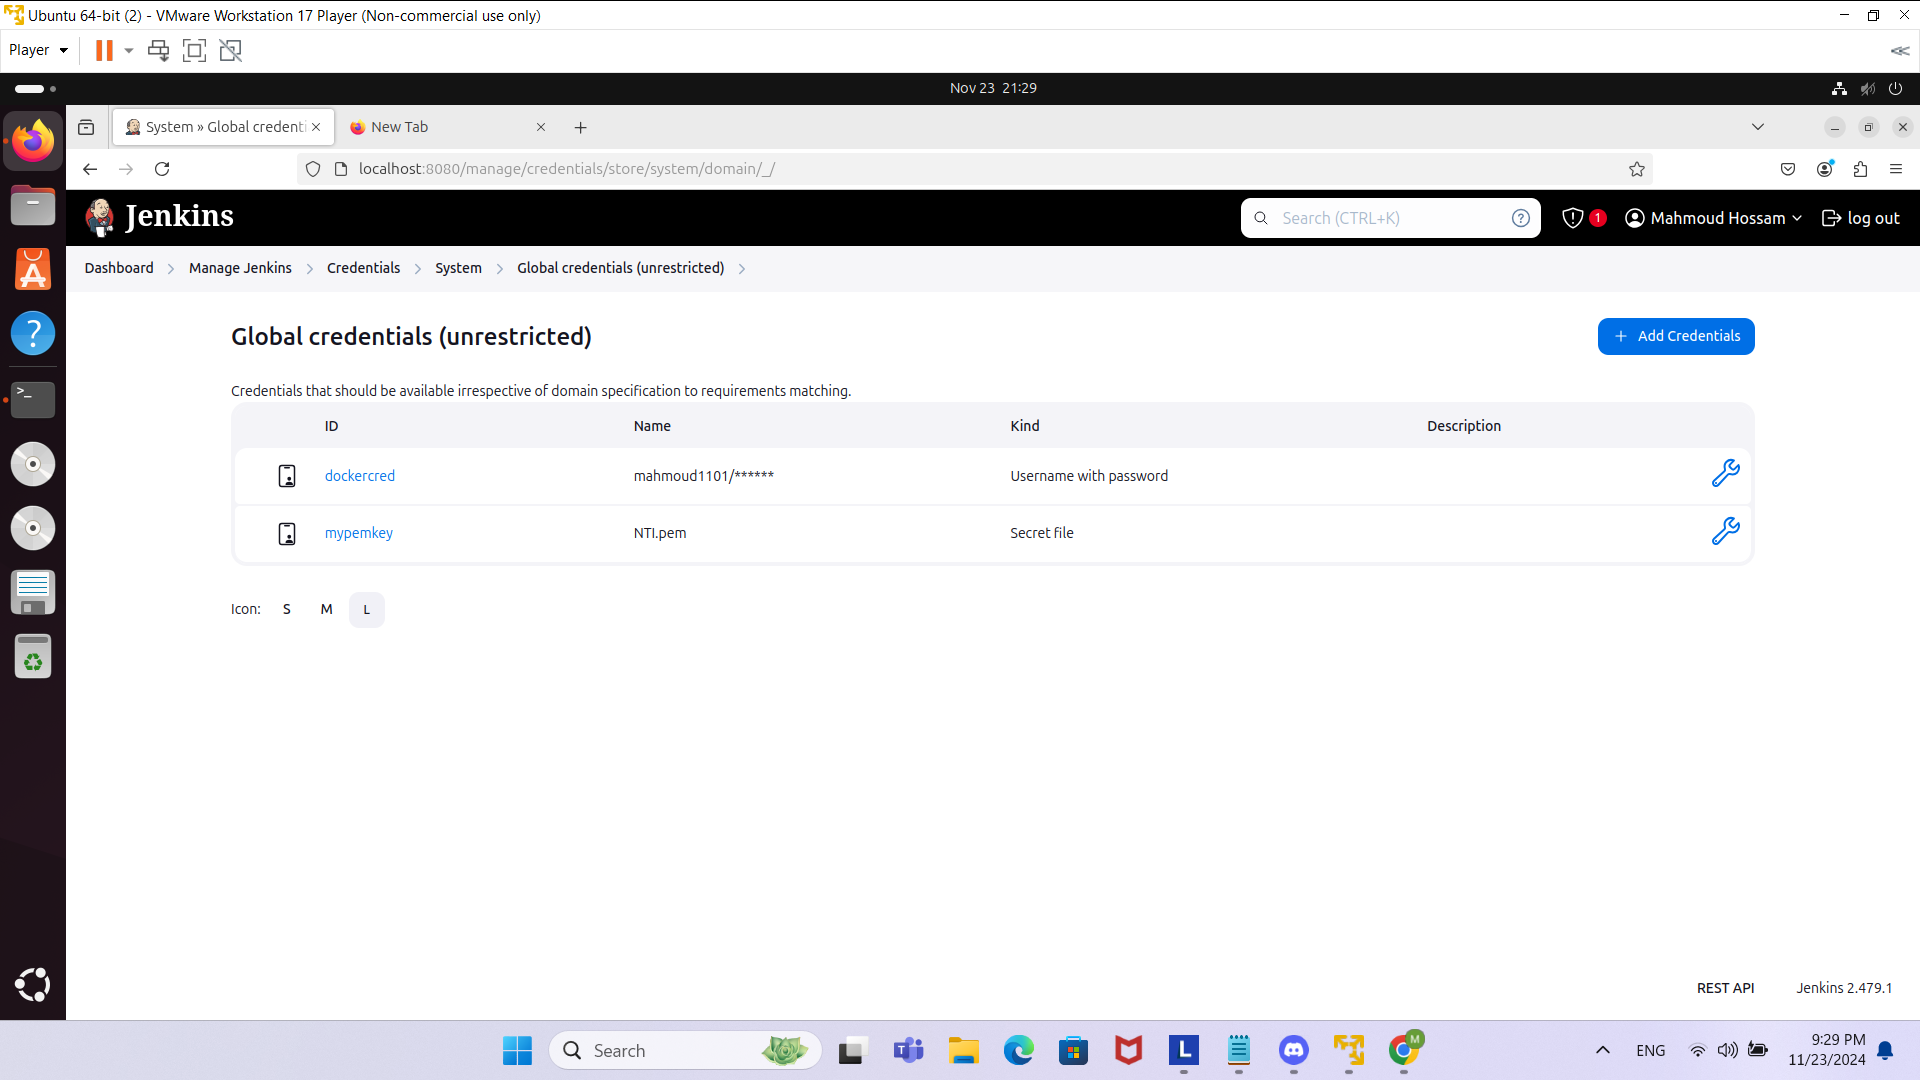 Ubuntu 64-bit (2) - VMware Workstation 17 Player (Non-commercial use only)
Player
Nov 23 21:29
System » Global credenti
New Tab
localhost:8080/manage/credentials/store/system/domain/_/
Jenkins
Search (CTRL+K)
1
Mahmoud Hossam
log out
Dashboard
Manage Jenkins
Credentials
System
Global credentials (unrestricted)
Global credentials (unrestricted)
+ Add Credentials
Credentials that should be available irrespective of domain specification to requirements matching.
ID Name Kind Description
dockercred mahmoud1101/****** Username with password
mypemkey NTI.pem Secret file
Icon: S M L
REST API
Jenkins 2.479.1
Search
L
M
ENG
9:29 PM
11/23/2024